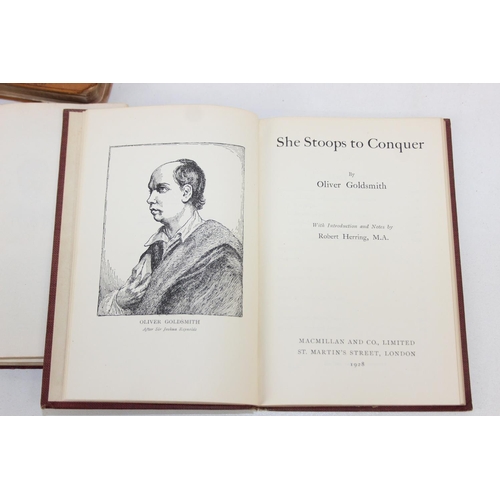 OLIVER GOLDSMITH
After Sir Joshua Reynolds
She Stoops to Conquer
By
Oliver Goldsmith
With Introduction and Notes by
Robert Herring, M.A.
MACMILLAN AND CO., LIMITED
ST. MARTIN'S STREET, LONDON
1928